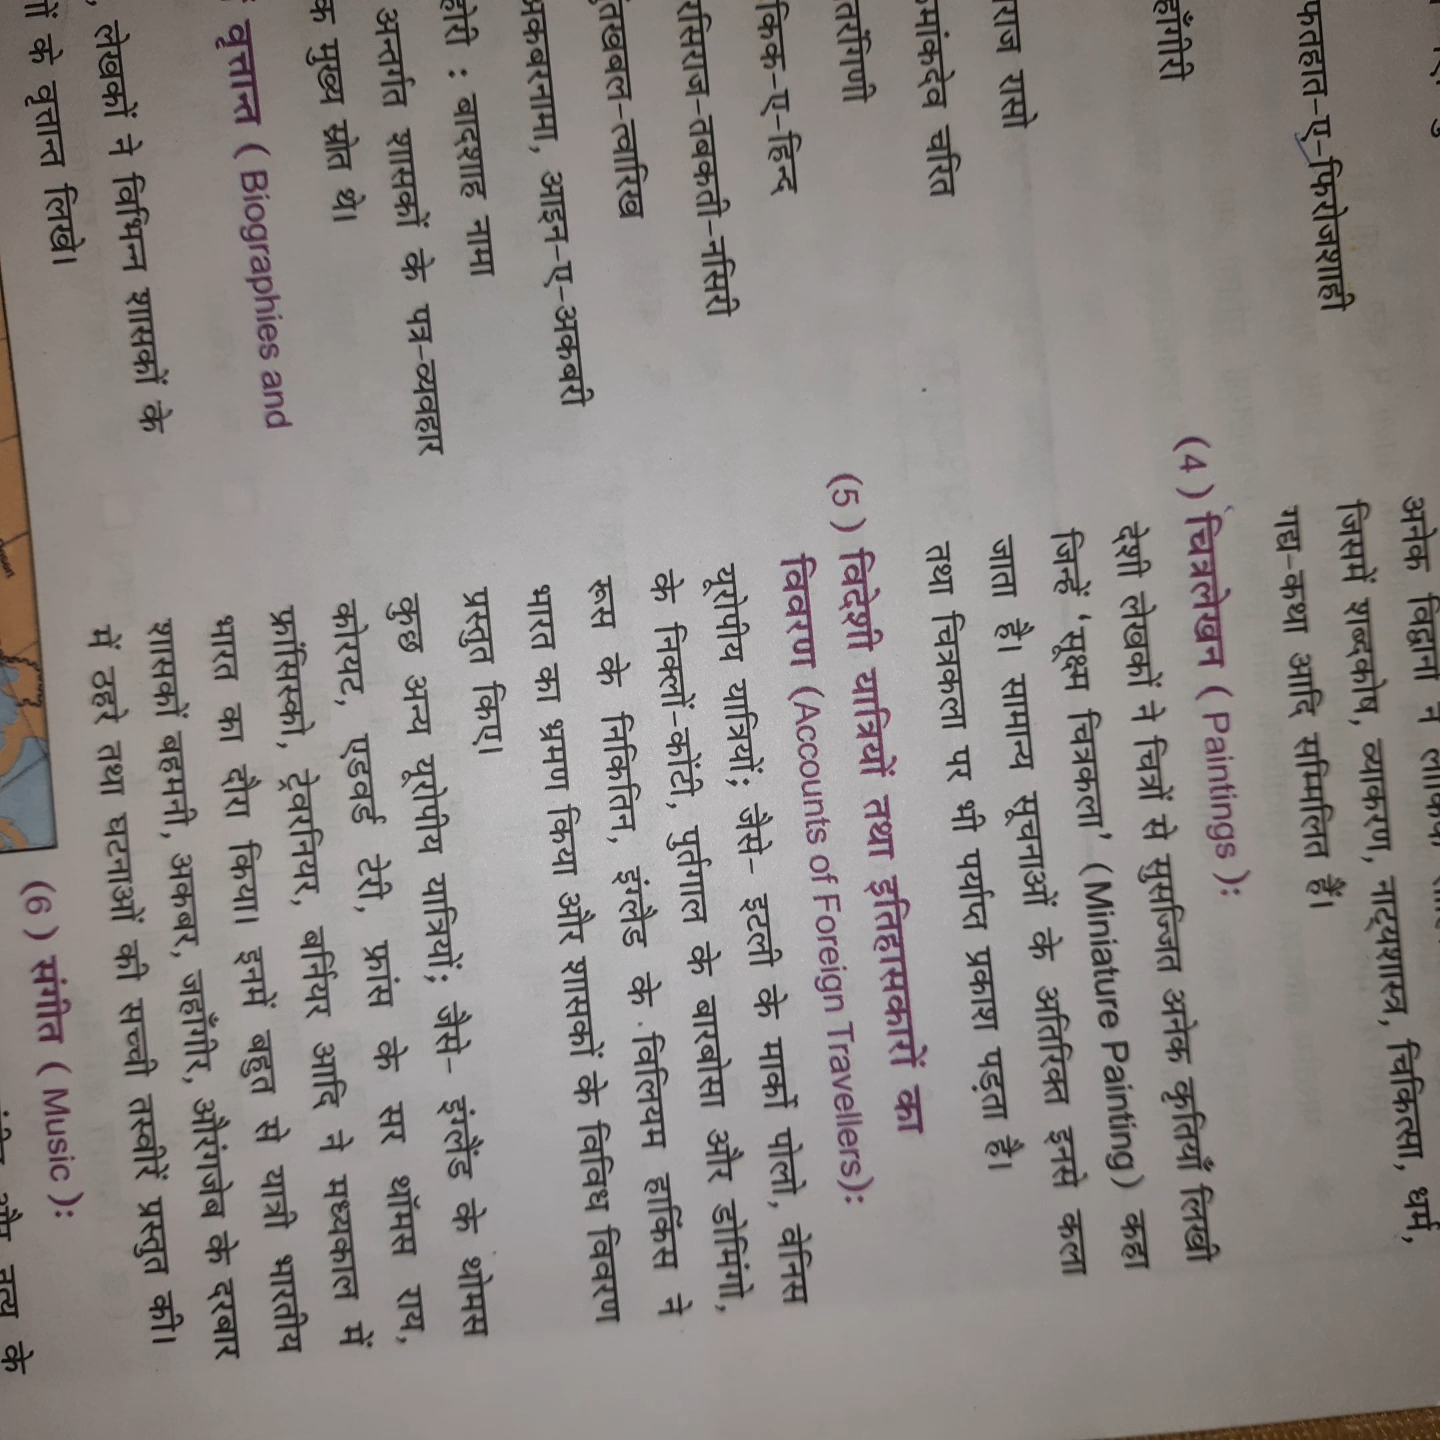 फतहात-ए-फिरोजशाही
हाँगीरी
राज रासो
मांकदेव चरित
तरंगिणी
किक-ए-हिन्द
रसिराज-तबकती-नसिरी
तखबल-त्वारिख
अकबरनामा, आइन-ए-अकबरी
होरी : बादशाह नामा
अन्तर्गत शासकों के पत्र-व्यवहार
के मुख्य स्रोत थे।
वृत्तान्त ( Biographies and
लेखकों ने विभिन्न शासकों के
के वृत्तान्त लिखे।
अनेक विद्वानों ने
जिसमें शब्दकोष, व्याकरण, नाट्यशास्त्र, चिकित्सा, धर्म,
गद्य-कथा आदि सम्मिलित हैं।
(4) चित्रलेखन ( Paintings ):
देशी लेखकों ने चित्रों से सुसज्जित अनेक कृतियाँ लिखी
जिन्हें ‘सूक्ष्म चित्रकला’ (Miniature Painting) कहा
जाता है। सामान्य सूचनाओं के अतिरिक्त इनसे कला
तथा चित्रकला पर भी पर्याप्त प्रकाश पड़ता है।
(5) विदेशी यात्रियों तथा इतिहासकारों का
विवरण (Accounts of Foreign Travellers):
यूरोपीय यात्रियों; जैसे- इटली के मार्को पोलो, वेनिस
के निक्लो-कोंटी, पुर्तगाल के बारबोसा और डोमिंगो,
रूस के निकितिन, इंग्लैड के विलियम हाकिंस ने
भारत का भ्रमण किया और शासकों के विविध विवरण
प्रस्तुत किए।
कुछ अन्य यूरोपीय यात्रियों; जैसे- इंग्लैंड के थोमस
कोरयट, एडवर्ड टेरी, फ्रांस के सर थॉमस राय,
फ्रांसिस्को, ट्रेवरनियर, बर्नियर आदि ने मध्यकाल में
भारत का दौरा किया। इनमें बहुत से यात्री भारतीय
शासकों बहमनी, अकबर, जहाँगीर, औरंगजेब के दरबार
में ठहरे तथा घटनाओं की सच्ची तस्वीरें प्रस्तुत की।
(6) संगीत ( Music ):